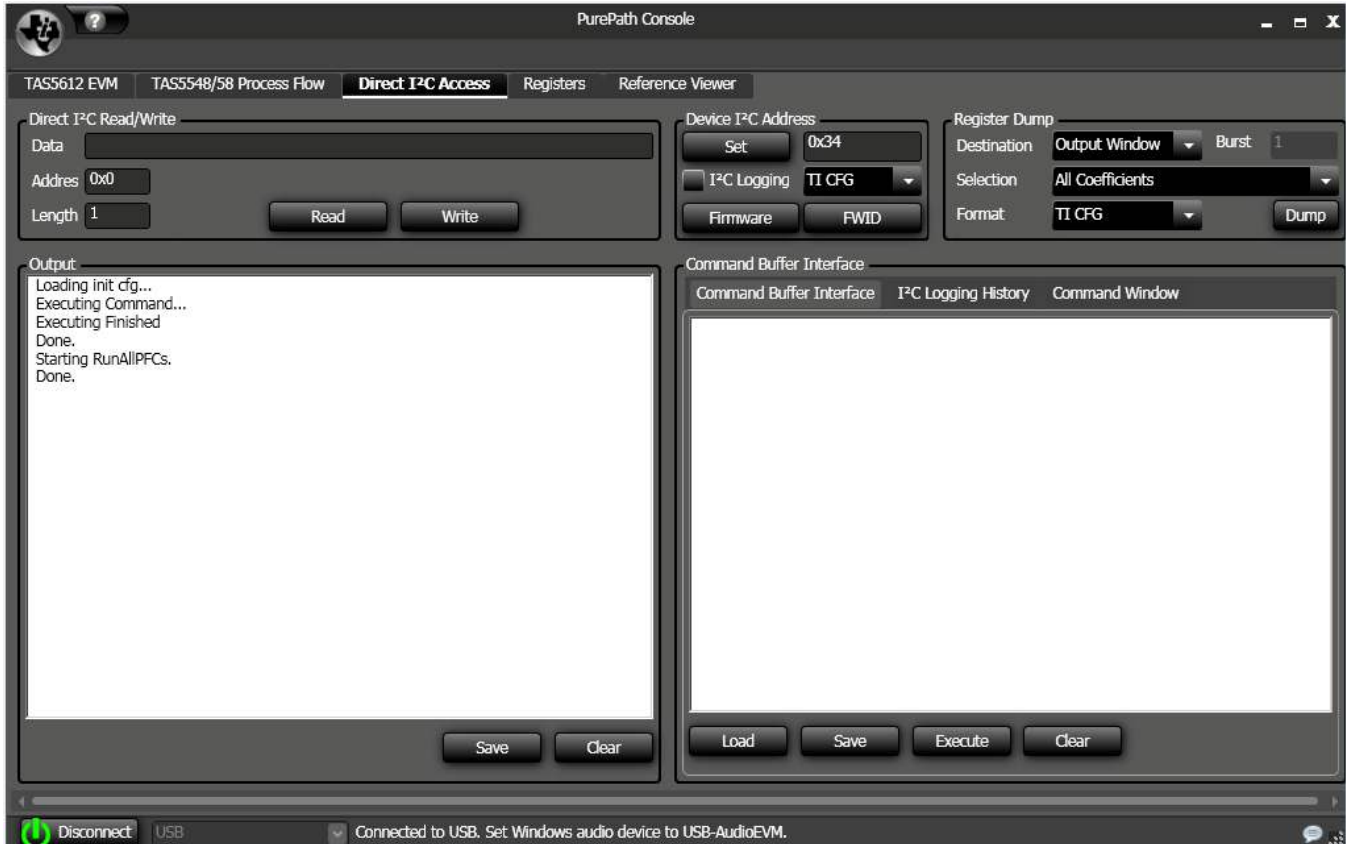 PurePath Console
?
TAS5612 EVM TAS5548/58 Process Flow Direct I²C Access Registers Reference Viewer
Direct I²C Read/Write
Data
Addres 0x0
Length 1
Read Write
Device I²C Address
Set 0x34
I²C Logging TI CFG
Firmware FWID
Register Dump
Destination Output Window Burst 1
Selection All Coefficients
Format TI CFG Dump
Output
Loading init cfg...
Executing Command...
Executing Finished
Done.
Starting RunAllPFCs.
Done.
Save Clear
Command Buffer Interface
Command Buffer Interface I²C Logging History Command Window
Load Save Execute Clear
Disconnect USB Connected to USB. Set Windows audio device to USB-AudioEVM.